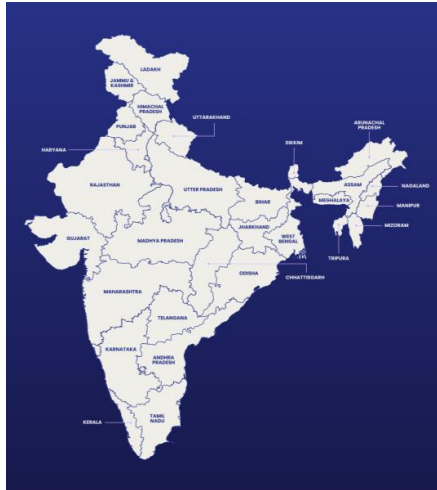 LADAKH
JAMMU &
KASHMIR
HIMACHAL
PRADESH
PUNJAB
UTTARAKHAND
HARYANA
RAJASTHAN
UTTER PRADESH
BIHAR
SIKKIM
ARUNACHAL
PRADESH
ASSAM
NAGALAND
MEGHALAYA
MANIPUR
MIZORAM
TRIPURA
GUJARAT
MADHYA PRADESH
JHARKHAND
WEST
BENGAL
CHHATTISGARH
ODISHA
MAHARASHTRA
TELANGANA
KARNATAKA
ANDHRA
PRADESH
KERALA
TAMIL
NADU